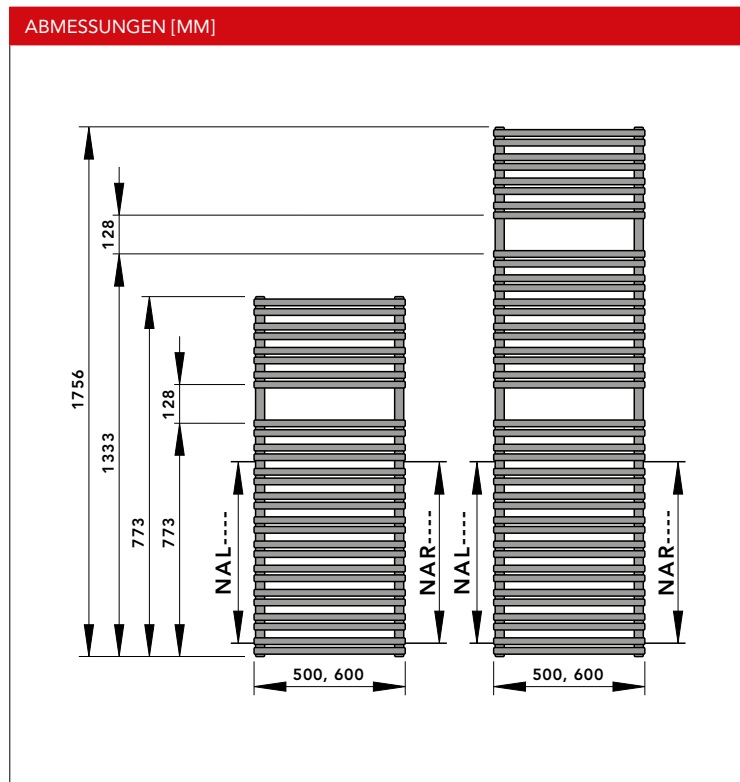 ABMESSUNGEN [MM]
1756
128
1333
773
128
773
NAL----
NAR----
NAL----
NAR----
500, 600
500, 600